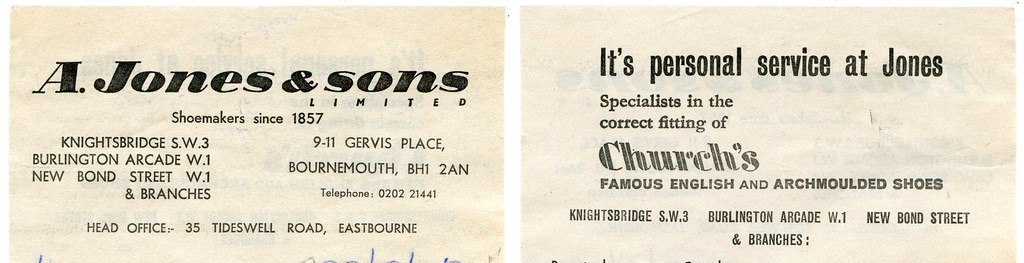 A. Jones & sons
LIMITED
Shoemakers since 1857
KNIGHTSBRIDGE S.W.3
BURLINGTON ARCADE W.1
NEW BOND STREET W.1
& BRANCHES
9-11 GERVIS PLACE,
BOURNEMOUTH, BH1 2AN
Telephone: 0202 21441
HEAD OFFICE:- 35 TIDESWELL ROAD, EASTBOURNE
It's personal service at Jones
Specialists in the
correct fitting of
Church's
FAMOUS ENGLISH AND ARCHMOULDED SHOES
KNIGHTSBRIDGE S.W.3 BURLINGTON ARCADE W.1 NEW BOND STREET
& BRANCHES: